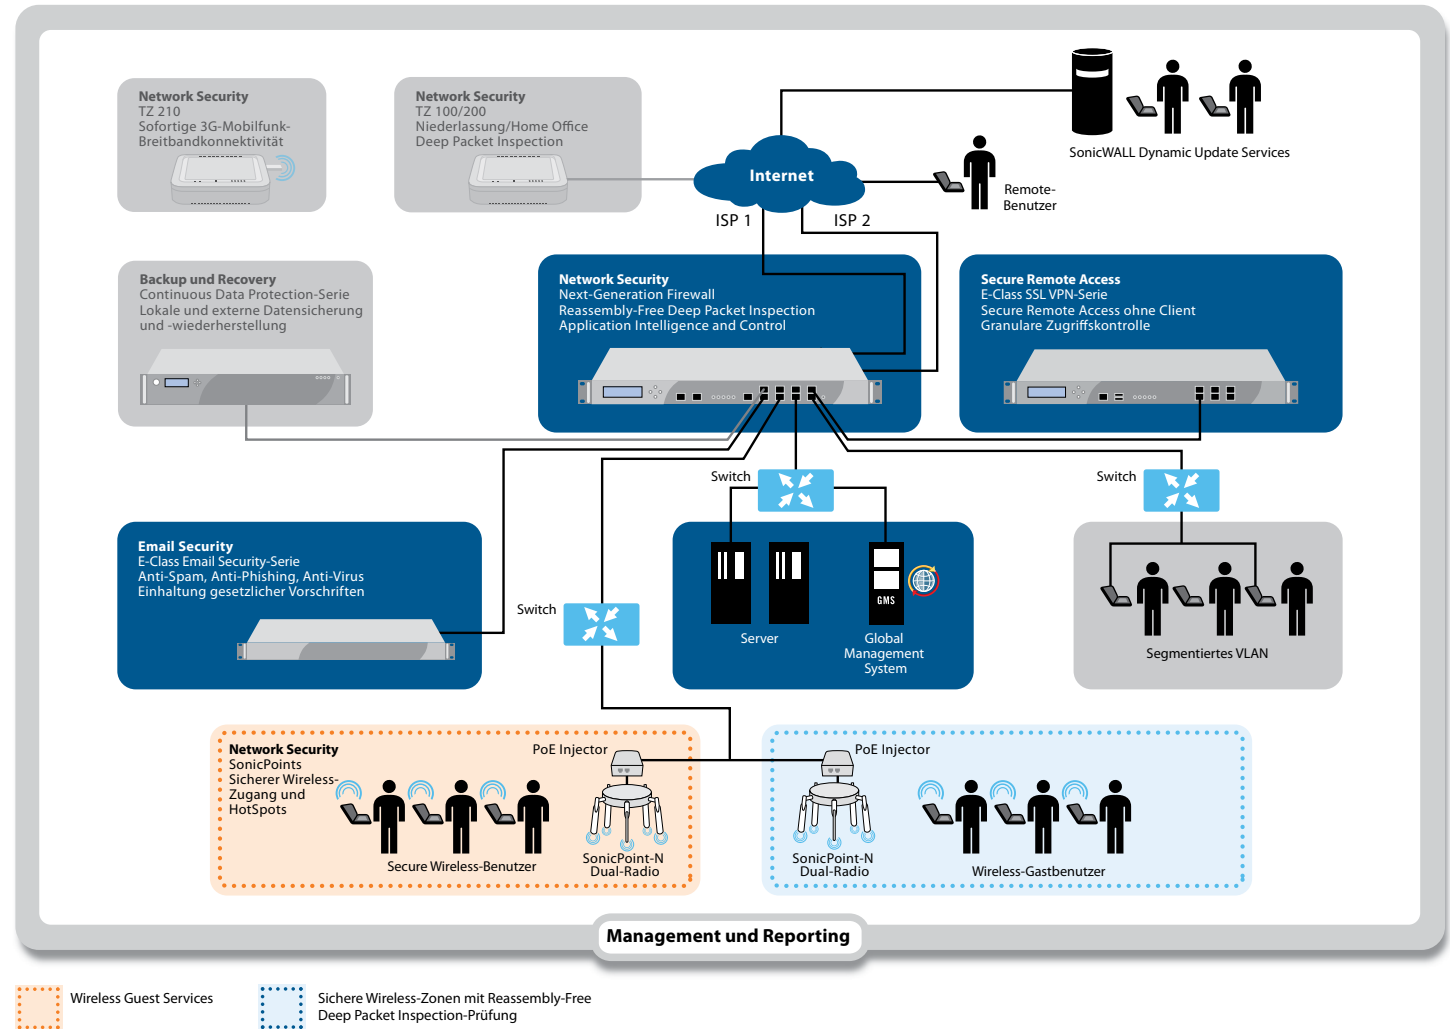 Network Security
TZ 210
Sofortige 3G-Mobilfunk-
Breitbandkonnektivität
Network Security
TZ 100/200
Niederlassung/Home Office
Deep Packet Inspection
Internet
SonicWALL Dynamic Update Services
Remote-
Benutzer
ISP 1
ISP 2
Backup und Recovery
Continuous Data Protection-Serie
Lokale und externe Datensicherung
und -wiederherstellung
Network Security
Next-Generation Firewall
Reassembly-Free Deep Packet Inspection
Application Intelligence and Control
Secure Remote Access
E-Class SSL VPN-Serie
Secure Remote Access ohne Client
Granulare Zugriffskontrolle
Switch
Switch
Email Security
E-Class Email Security-Serie
Anti-Spam, Anti-Phishing, Anti-Virus
Einhaltung gesetzlicher Vorschriften
Switch
GMS
Server
Global
Management
System
Segmentiertes VLAN
Network Security
SonicPoints
Sicherer Wireless-
Zugang und
HotSpots
PoE Injector
Secure Wireless-Benutzer
SonicPoint-N
Dual-Radio
PoE Injector
SonicPoint-N
Dual-Radio
Wireless-Gastbenutzer
Management und Reporting
Wireless Guest Services
Sichere Wireless-Zonen mit Reassembly-Free
Deep Packet Inspection-Prüfung